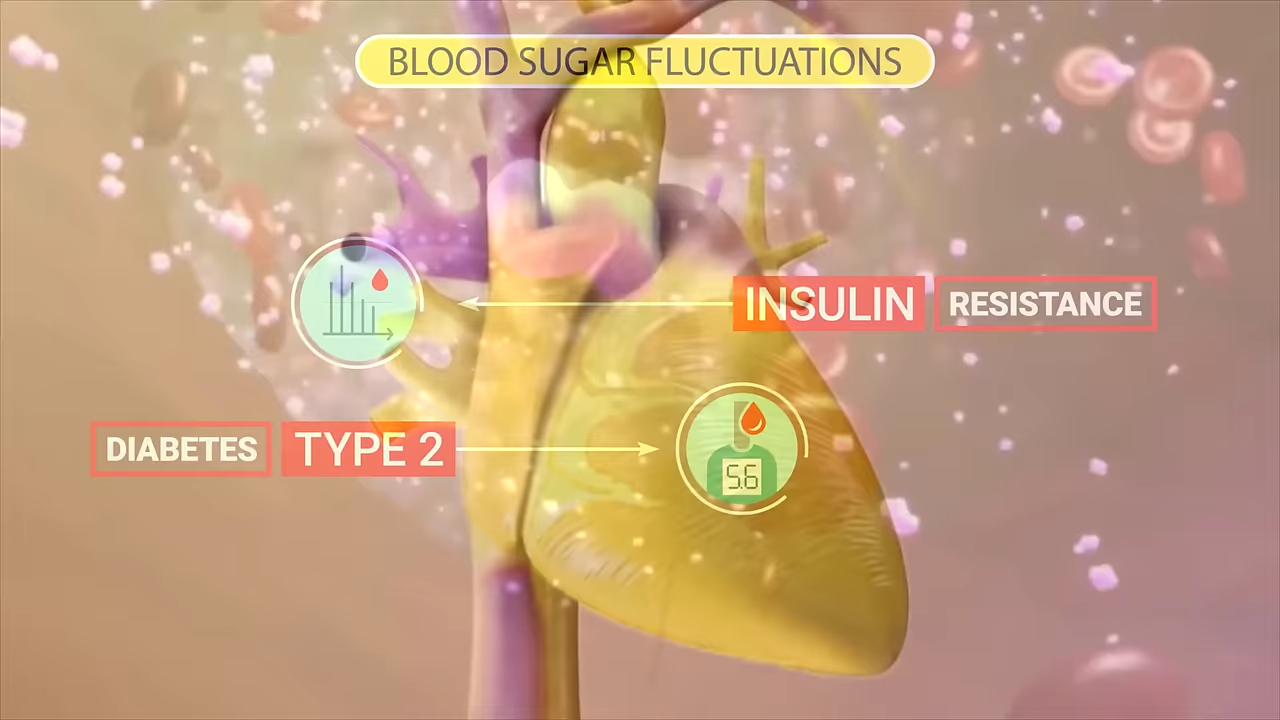 BLOOD SUGAR FLUCTUATIONS
INSULIN RESISTANCE
DIABETES TYPE 2
5.6